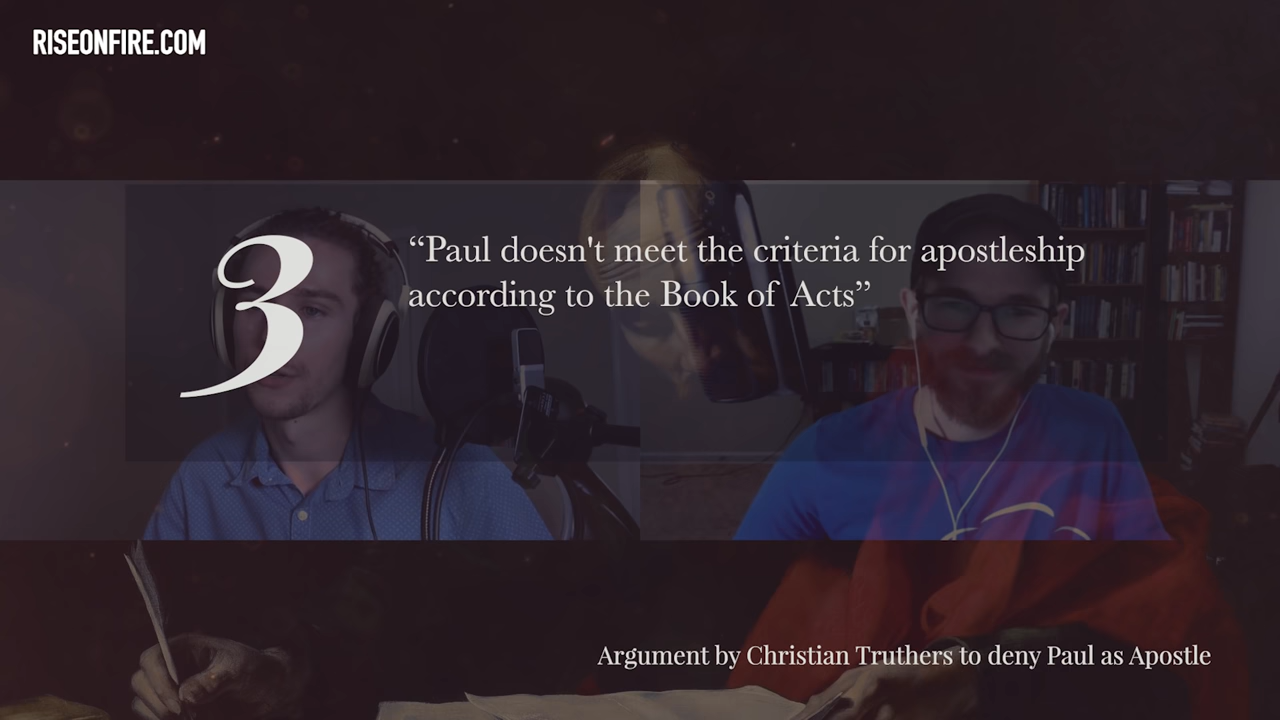 RISEONFIRE.COM
3
“Paul doesn't meet the criteria for apostleship
according to the Book of Acts”
Argument by Christian Truthers to deny Paul as Apostle